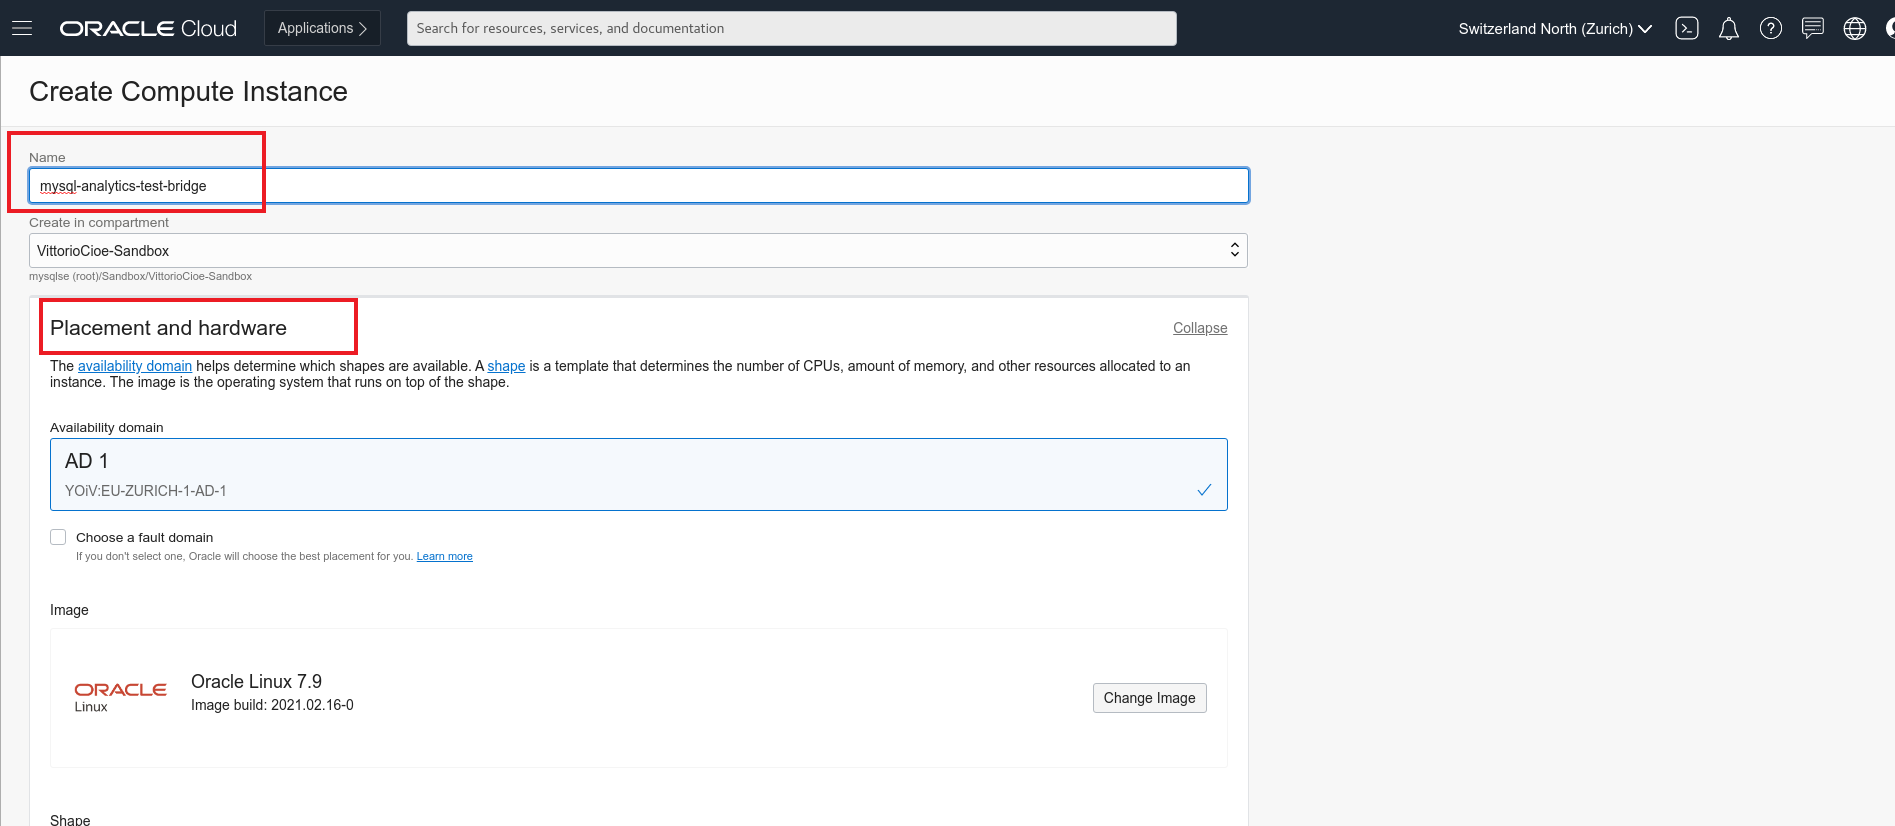 ORACLE Cloud
Applications
Search for resources, services, and documentation
Switzerland North (Zurich)
Create Compute Instance
Name
mysql-analytics-test-bridge
Create in compartment
VittorioCioe-Sandbox
mysqlse (root)/Sandbox/VittorioCioe-Sandbox
Placement and hardware
Collapse
The availability domain helps determine which shapes are available. A shape is a template that determines the number of CPUs, amount of memory, and other resources allocated to an
instance. The image is the operating system that runs on top of the shape.
Availability domain
AD 1
YOiV:EU-ZURICH-1-AD-1
Choose a fault domain
If you don't select one, Oracle will choose the best placement for you. Learn more
Image
ORACLE
Linux
Oracle Linux 7.9
Image build: 2021.02.16-0
Change Image
Shape